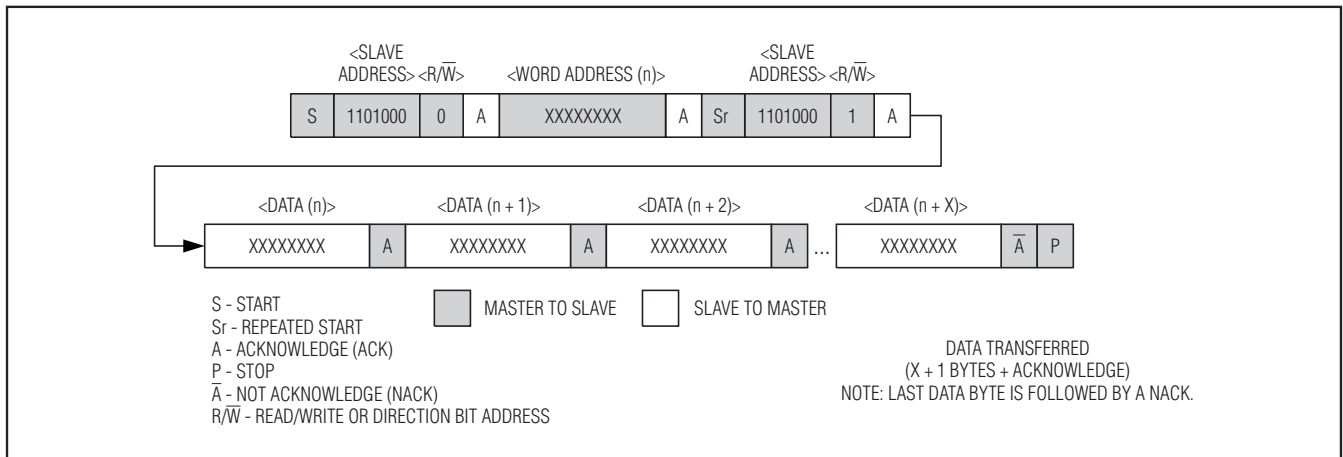 <SLAVE
ADDRESS> <R/W̅> <WORD ADDRESS (n)> <SLAVE
ADDRESS> <R/W̅>
S 1101000 0 A XXXXXXXX A Sr 1101000 1 A
<DATA (n)> <DATA (n + 1)> <DATA (n + 2)> <DATA (n + X)>
XXXXXXXX A XXXXXXXX A XXXXXXXX A ... XXXXXXXX A̅ P
S - START
Sr - REPEATED START
A - ACKNOWLEDGE (ACK)
P - STOP
A̅ - NOT ACKNOWLEDGE (NACK)
R/W̅ - READ/WRITE OR DIRECTION BIT ADDRESS
MASTER TO SLAVE
SLAVE TO MASTER
DATA TRANSFERRED
(X + 1 BYTES + ACKNOWLEDGE)
NOTE: LAST DATA BYTE IS FOLLOWED BY A NACK.